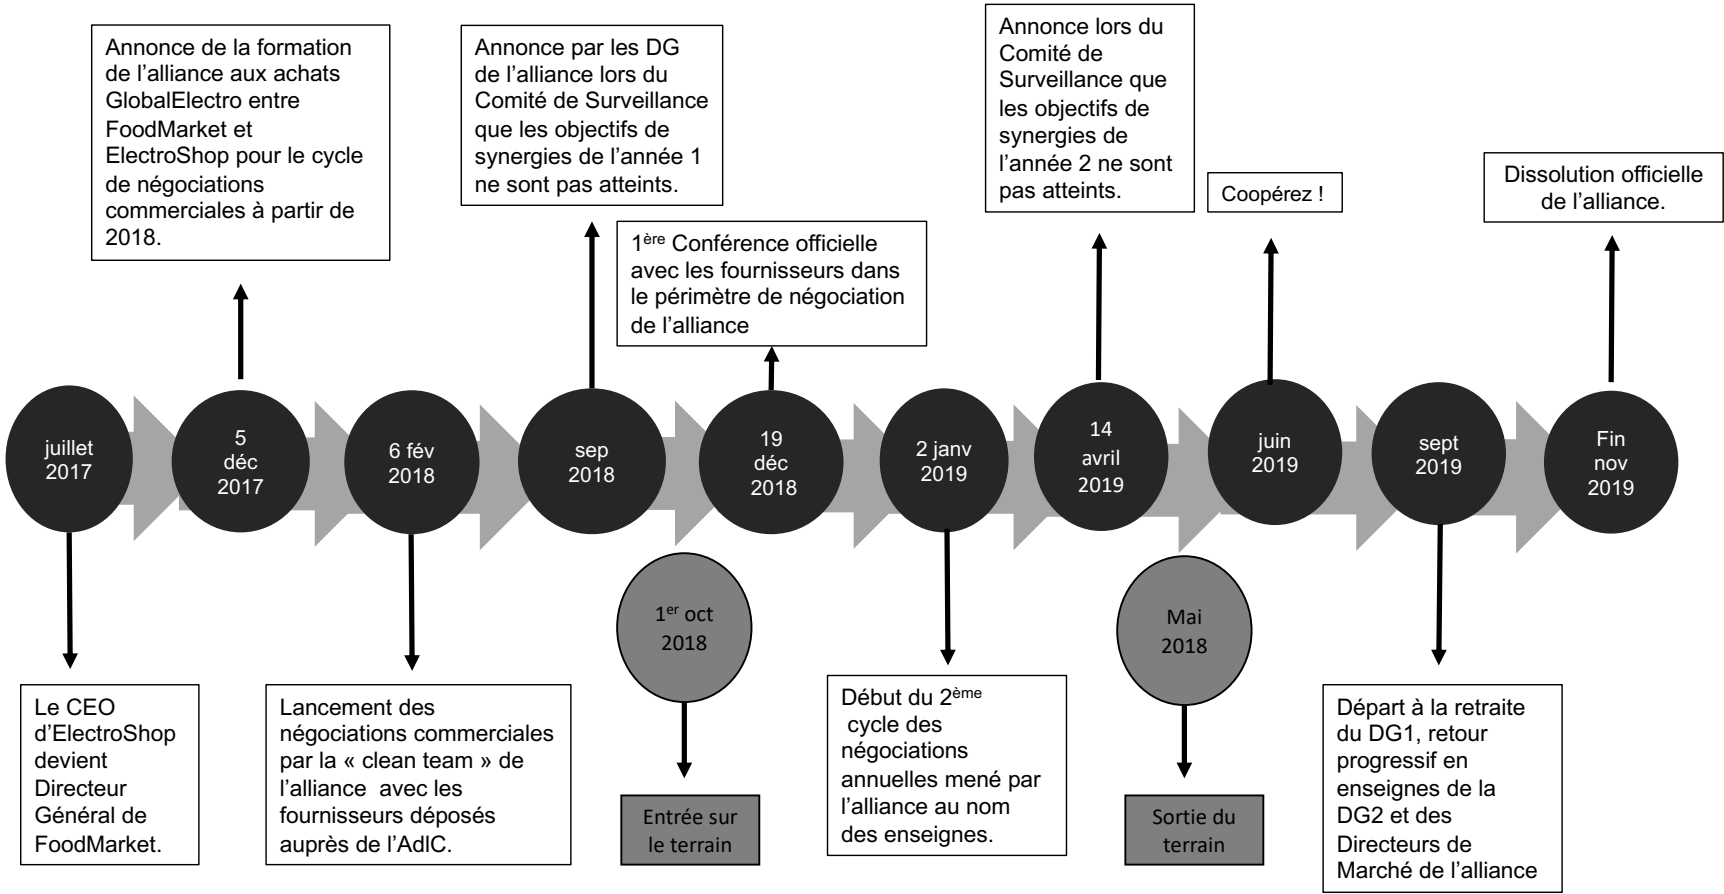 Annonce de la formation
de l'alliance aux achats
GlobalElectro entre
FoodMarket et
ElectroShop pour le cycle
de négociations
commerciales à partir de
2018.
Annonce par les DG
de l'alliance lors du
Comité de Surveillance
que les objectifs de
synergies de l'année 1
ne sont pas atteints.
1ère Conférence officielle
avec les fournisseurs dans
le périmètre de négociation
de l'alliance
Annonce lors du
Comité de
Surveillance que
les objectifs de
synergies de
l'année 2 ne sont
pas atteints.
Coopérez !
Dissolution officielle
de l'alliance.
juillet
2017
5
déc
2017
6 fév
2018
sep
2018
19
déc
2018
2 janv
2019
14
avril
2019
juin
2019
sept
2019
Fin
nov
2019
1er oct
2018
Mai
2018
Le CEO
d'ElectroShop
devient
Directeur
Général de
FoodMarket.
Lancement des
négociations commerciales
par la « clean team » de
l'alliance avec les
fournisseurs déposés
auprès de l'AdlC.
Entrée sur
le terrain
Début du 2ème
cycle des
négociations
annuelles mené par
l'alliance au nom
des enseignes.
Sortie du
terrain
Départ à la retraite
du DG1, retour
progressif en
enseignes de la
DG2 et des
Directeurs de
Marché de l'alliance